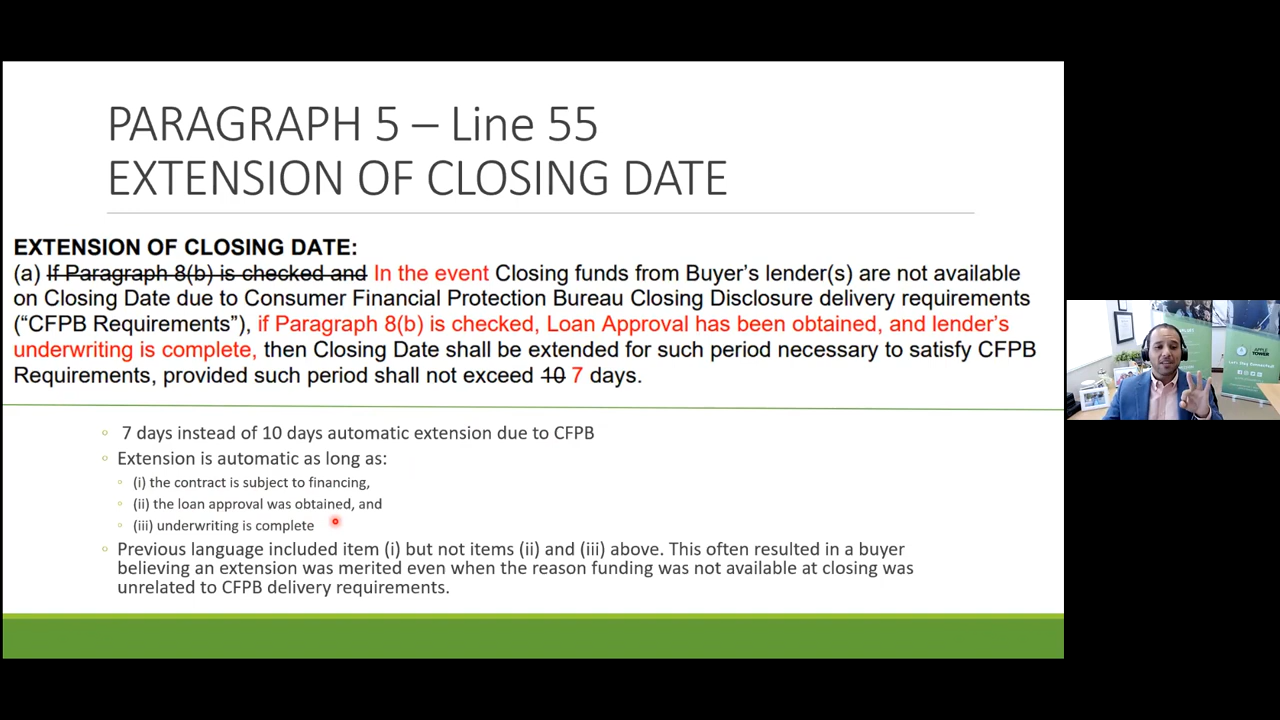 PARAGRAPH 5 – Line 55
EXTENSION OF CLOSING DATE
EXTENSION OF CLOSING DATE:
(a) If Paragraph 8(b) is checked and In the event Closing funds from Buyer’s lender(s) are not available
on Closing Date due to Consumer Financial Protection Bureau Closing Disclosure delivery requirements
(“CFPB Requirements”), if Paragraph 8(b) is checked, Loan Approval has been obtained, and lender’s
underwriting is complete, then Closing Date shall be extended for such period necessary to satisfy CFPB
Requirements, provided such period shall not exceed 10 7 days.
7 days instead of 10 days automatic extension due to CFPB
Extension is automatic as long as:
(i) the contract is subject to financing,
(ii) the loan approval was obtained, and
(iii) underwriting is complete
Previous language included item (i) but not items (ii) and (iii) above. This often resulted in a buyer
believing an extension was merited even when the reason funding was not available at closing was
unrelated to CFPB delivery requirements.
APPLE
TOWER